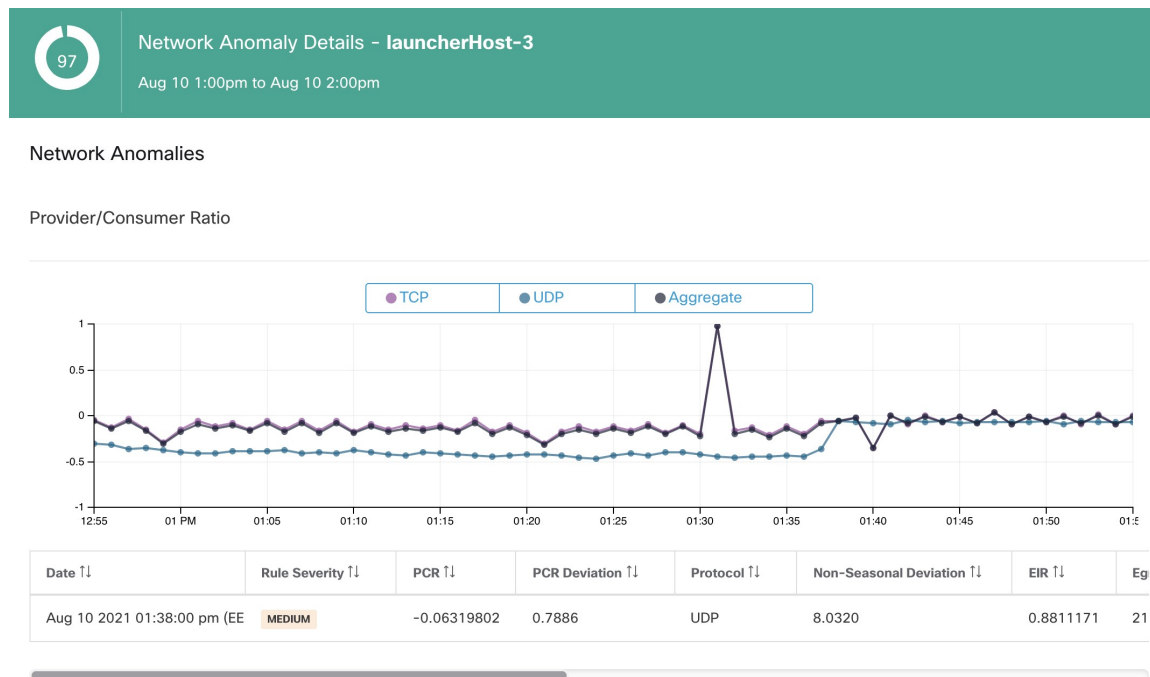 97
Network Anomaly Details - launcherHost-3
Aug 10 1:00pm to Aug 10 2:00pm
Network Anomalies
Provider/Consumer Ratio
TCP UDP Aggregate
1
0.5
0
-0.5
-1
12:55 01 PM 01:05 01:10 01:15 01:20 01:25 01:30 01:35 01:40 01:45 01:50 01:5
Date ↑↓ Rule Severity ↑↓ PCR ↑↓ PCR Deviation ↑↓ Protocol ↑↓ Non-Seasonal Deviation ↑↓ EIR ↑↓ Eg
Aug 10 2021 01:38:00 pm (EE MEDIUM -0.06319802 0.7886 UDP 8.0320 0.8811171 21